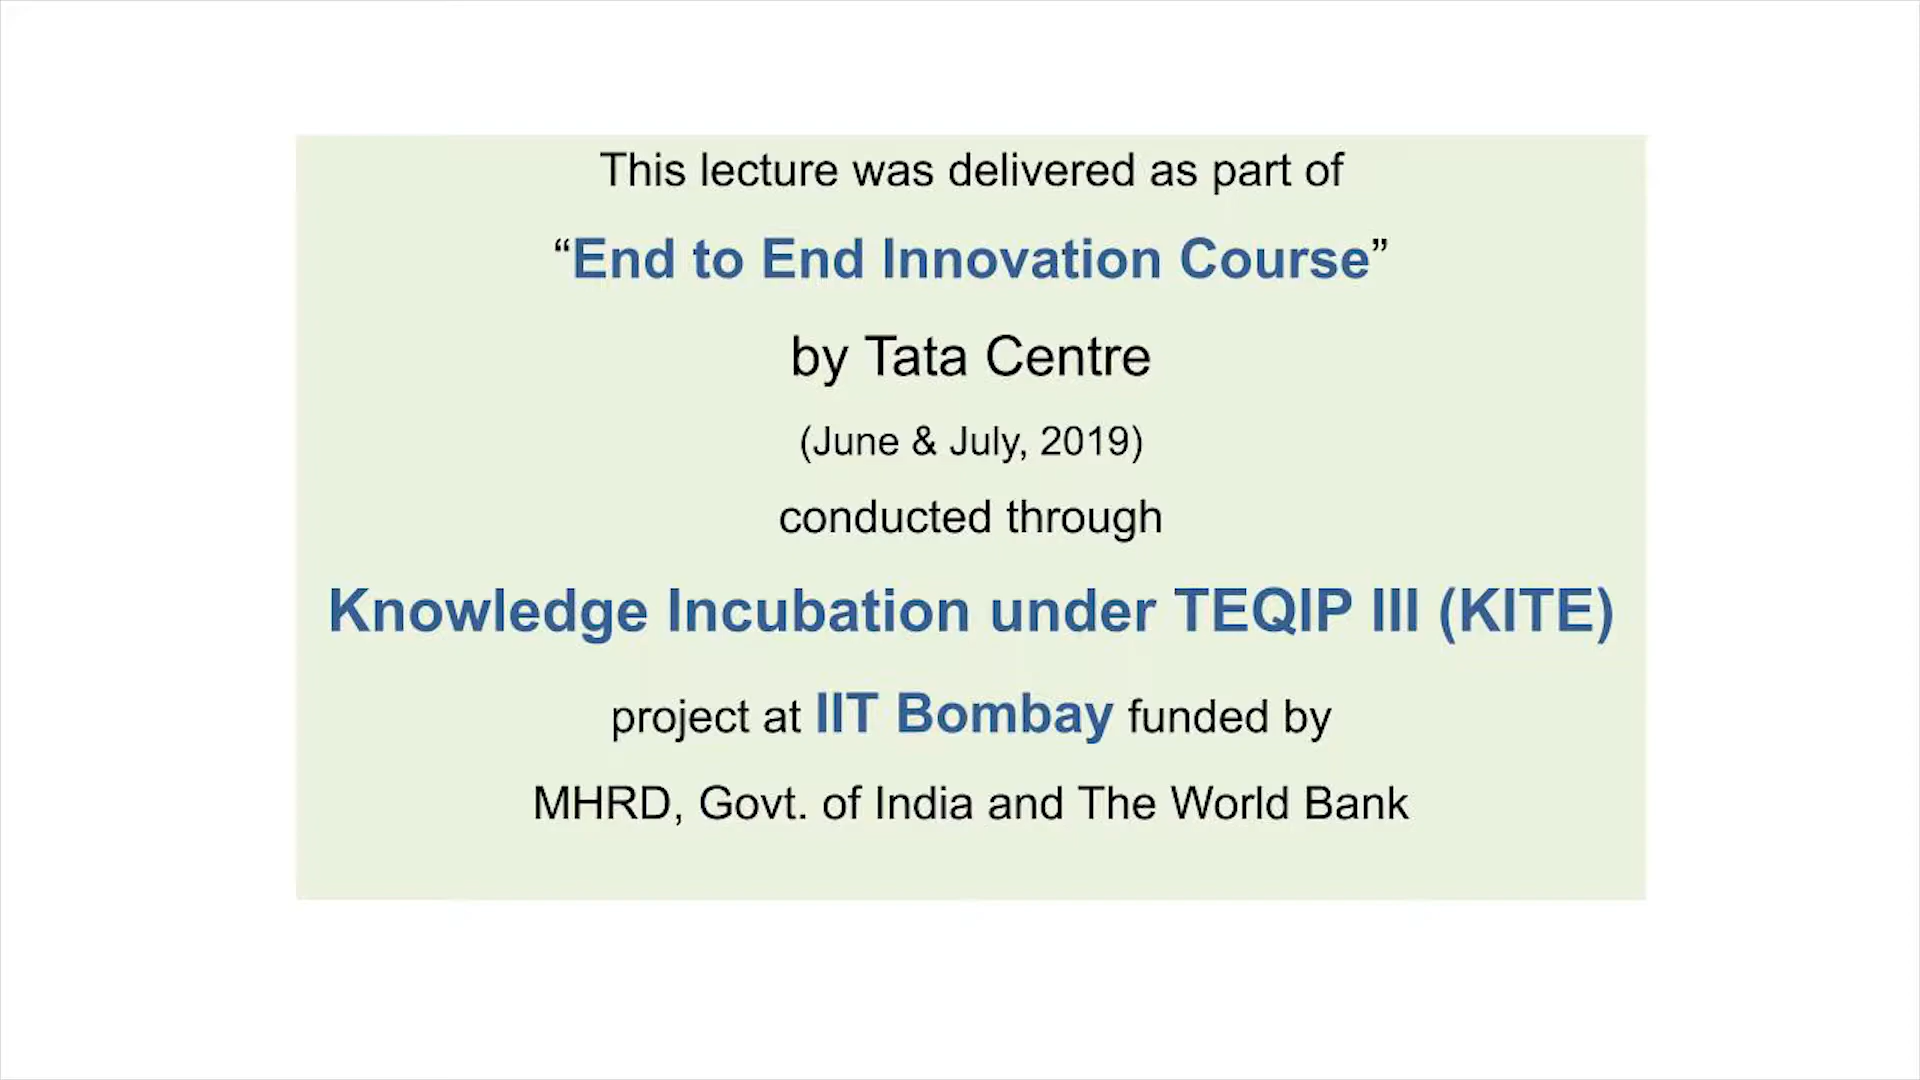 This lecture was delivered as part of
“End to End Innovation Course”
by Tata Centre
(June & July, 2019)
conducted through
Knowledge Incubation under TEQIP III (KITE)
project at IIT Bombay funded by
MHRD, Govt. of India and The World Bank